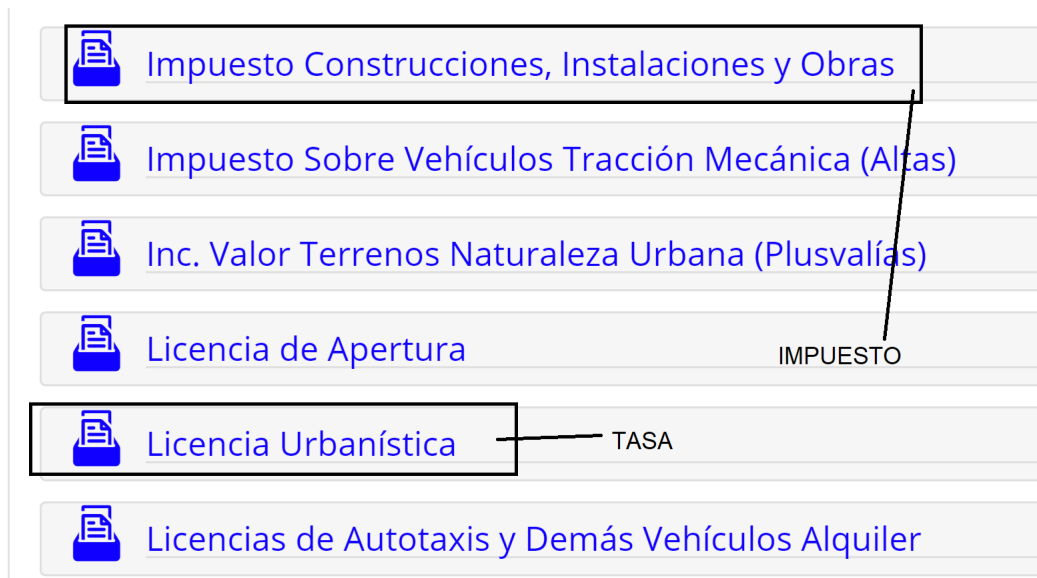 Impuesto Construcciones, Instalaciones y Obras
Impuesto Sobre Vehículos Tracción Mecánica (Altas)
Inc. Valor Terrenos Naturaleza Urbana (Plusvalías)
Licencia de Apertura
IMPUESTO
Licencia Urbanística
TASA
Licencias de Autotaxis y Demás Vehículos Alquiler